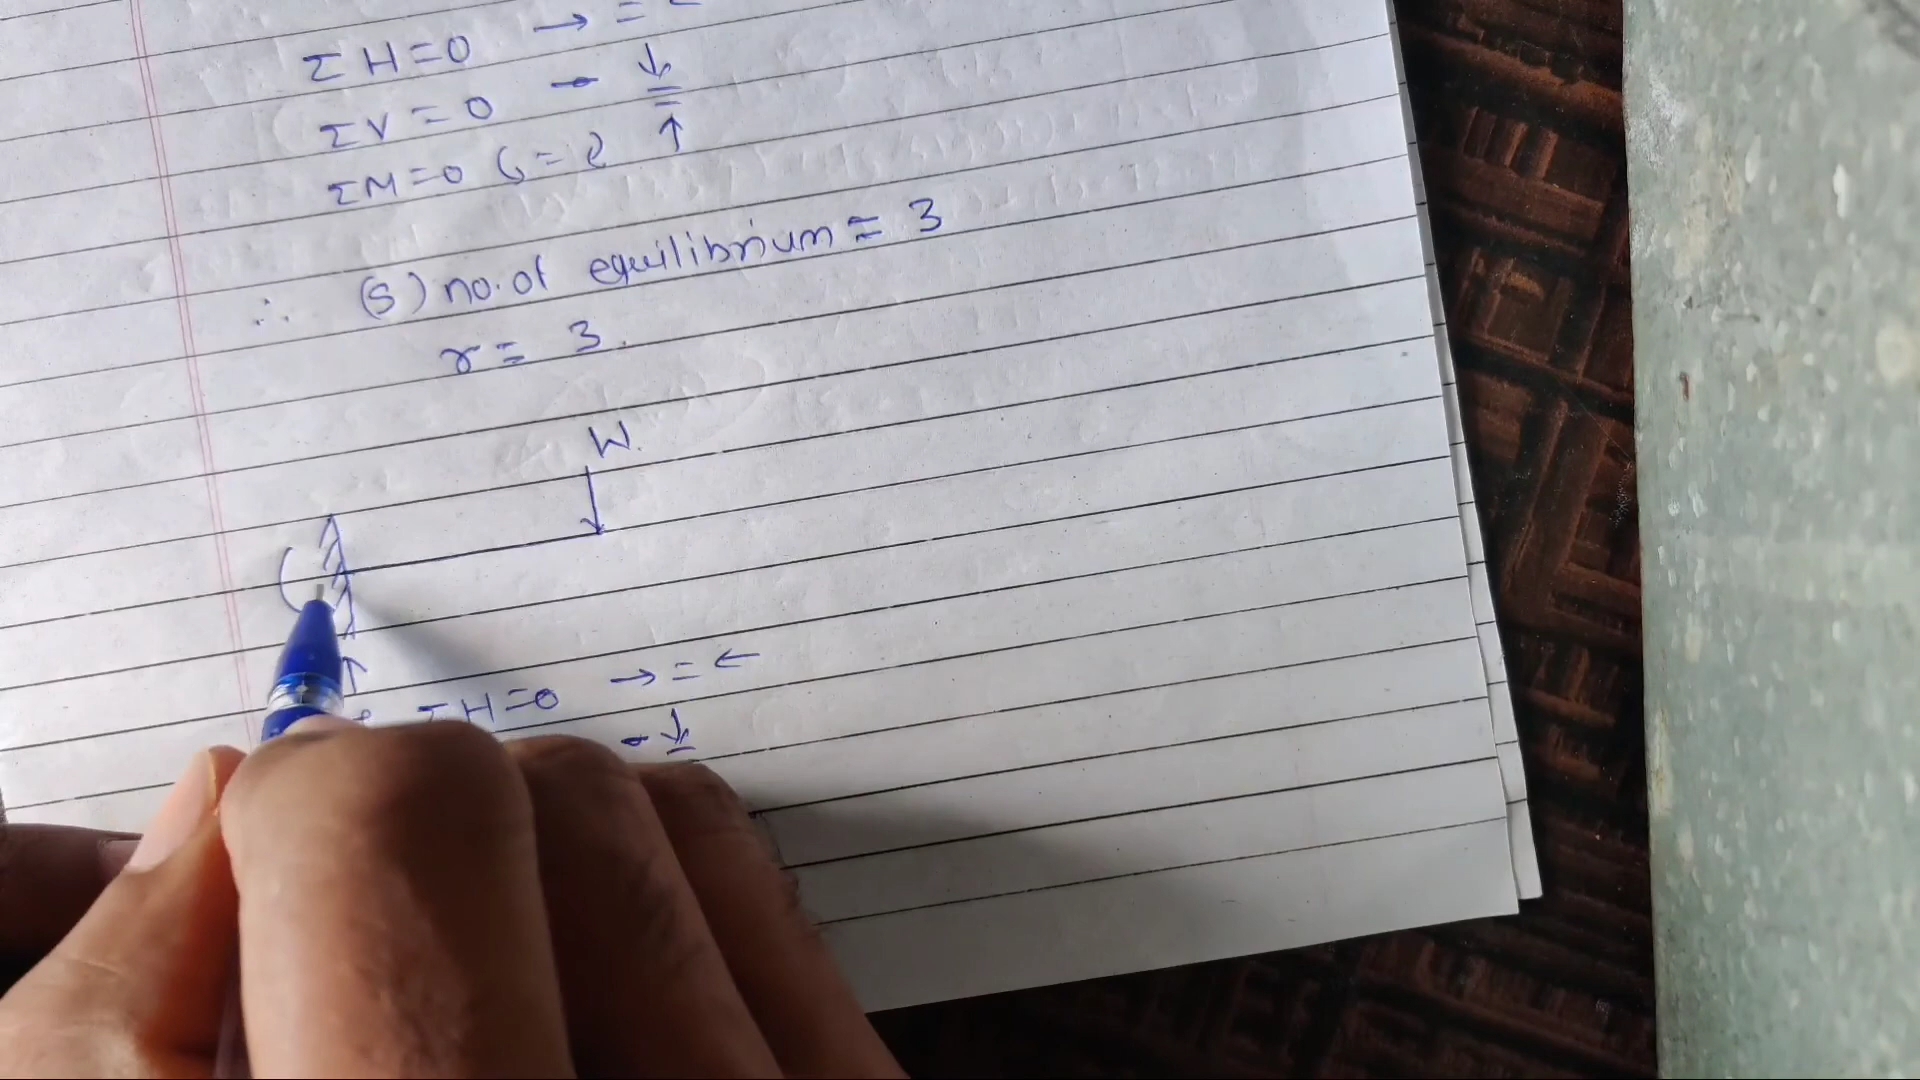 ΣH=0 → =
ΣV=0 - ↓ =
ΣM=0 ↑
∴ (S) no. of equilibrium = 3
r = 3.
W.
ΣH=0 → = ←
- ↓